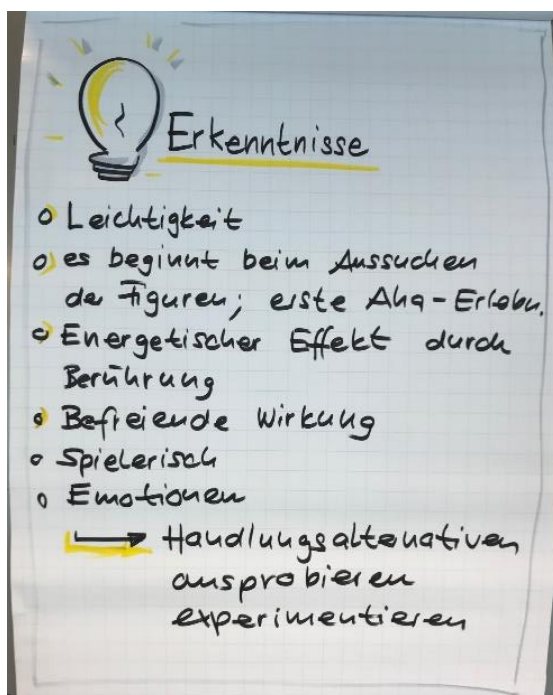 Erkenntnisse
o Leichtigkeit
o es beginnt beim Aussuchen
der Figuren; erste Aha-Erlebn.
o Energetischer Effekt durch
Berührung
o Befreiende Wirkung
o Spielerisch
o Emotionen
→ Handlungsalternativen
ausprobieren
experimentieren